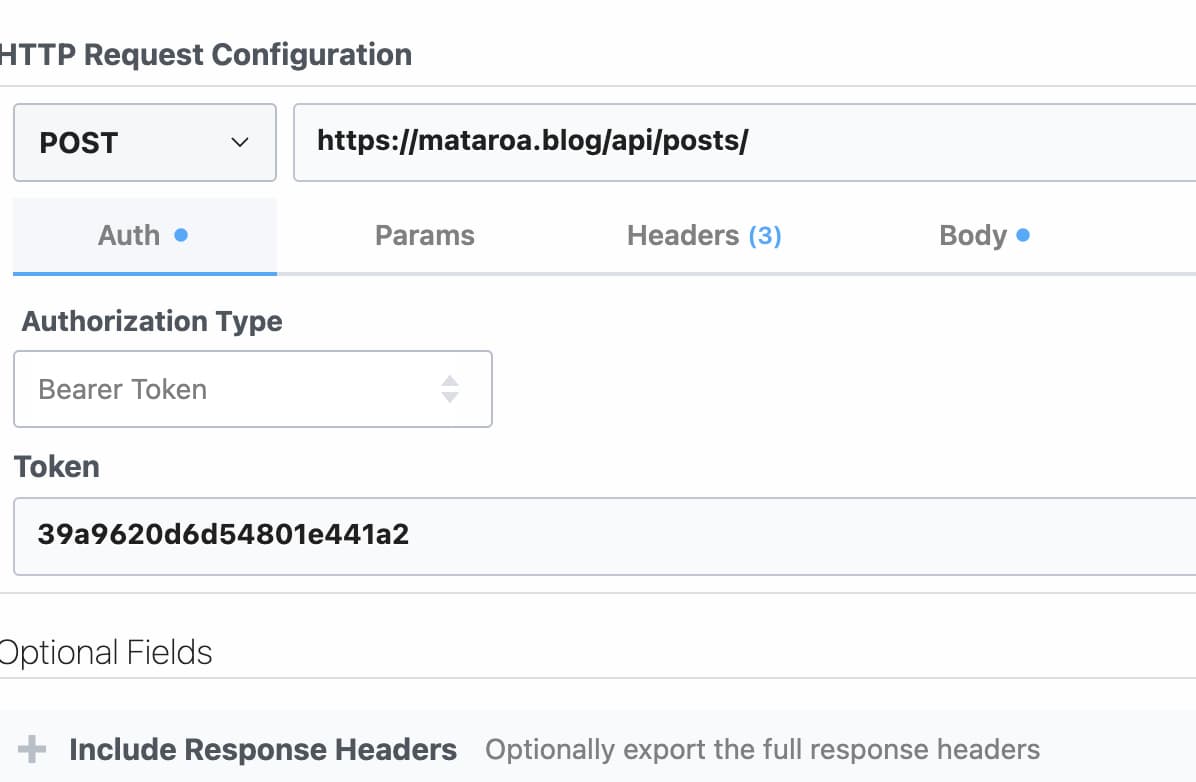 HTTP Request Configuration
POST https://mataroa.blog/api/posts/
Auth Params Headers (3) Body
Authorization Type
Bearer Token
Token
39a9620d6d54801e441a2
Optional Fields
Include Response Headers Optionally export the full response headers